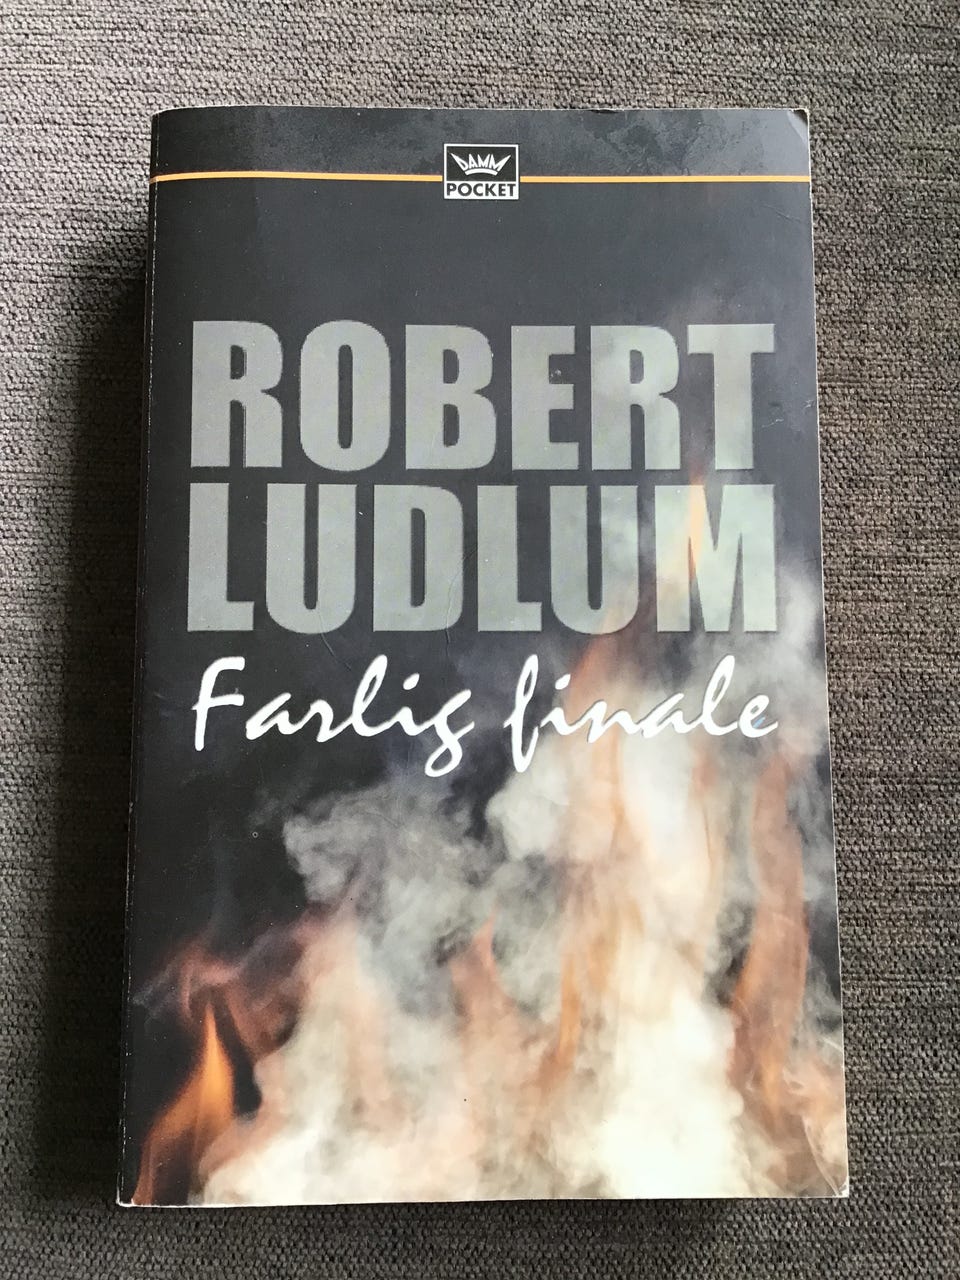 DAMM
POCKET
ROBERT
LUDLUM
Farlig finale